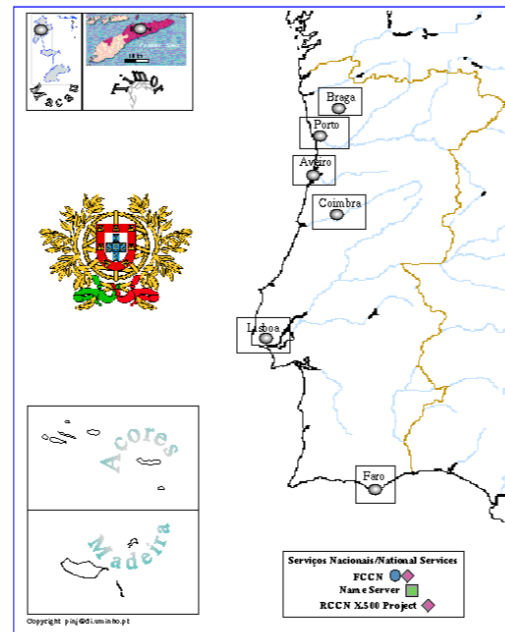 Macau
Timor
Braga
Porto
Aveiro
Coimbra
Lisboa
Faro
Açores
Madeira
Serviços Nacionais/National Services
FCCN
Name Server
RCCN X.500 Project
Copyright pinj@di.uminho.pt